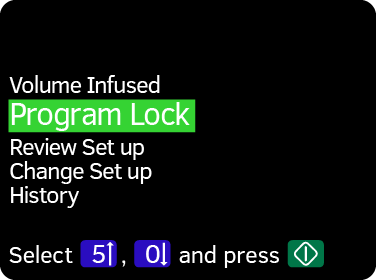 Volume Infused
Program Lock
Review Set up
Change Set up
History
Select 5↑, 0↓ and press